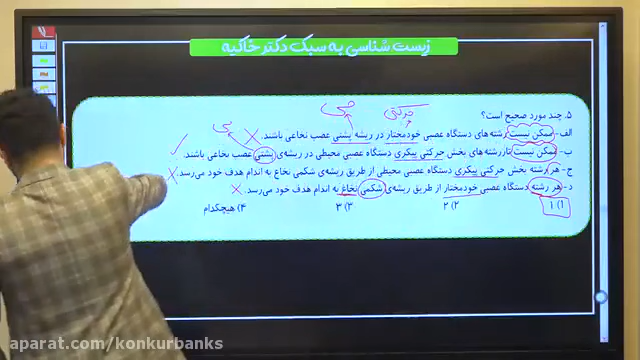 زیست شناسی به سبک دکتر خاکیه
۵. چند مورد صحیح است؟
حرکتی
الف- ممکن نیست رشته‌های دستگاه عصبی خودمختار در ریشه پشتی عصب نخاعی باشند.
ب- ممکن نیست تارشته‌های بخش حرکتی پیکری دستگاه عصبی محیطی در ریشه‌ی پشتی عصب نخاعی باشند.
ج- هر رشته بخش حرکتی پیکری دستگاه عصبی محیطی از طریق ریشه‌ی شکمی نخاع به اندام هدف خود می‌رسد.
د- هر رشته دستگاه عصبی خودمختار از طریق ریشه‌ی شکمی نخاع به اندام هدف خود می‌رسد.
۱) ۱ ۲) ۲ ۳) ۳ ۴) هیچکدام
aparat.com/konkurbanks